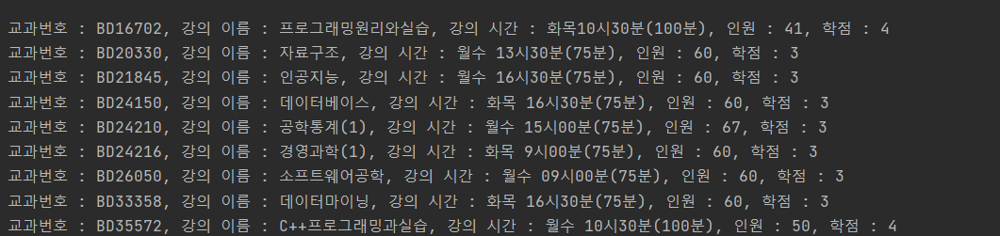 교과번호 : BD16702, 강의 이름 : 프로그래밍원리와실습, 강의 시간 : 화목10시30분(100분), 인원 : 41, 학점 : 4
교과번호 : BD20330, 강의 이름 : 자료구조, 강의 시간 : 월수 13시30분(75분), 인원 : 60, 학점 : 3
교과번호 : BD21845, 강의 이름 : 인공지능, 강의 시간 : 월수 16시30분(75분), 인원 : 60, 학점 : 3
교과번호 : BD24150, 강의 이름 : 데이터베이스, 강의 시간 : 화목 16시30분(75분), 인원 : 60, 학점 : 3
교과번호 : BD24210, 강의 이름 : 공학통계(1), 강의 시간 : 월수 15시00분(75분), 인원 : 67, 학점 : 3
교과번호 : BD24216, 강의 이름 : 경영과학(1), 강의 시간 : 화목 9시00분(75분), 인원 : 60, 학점 : 3
교과번호 : BD26050, 강의 이름 : 소프트웨어공학, 강의 시간 : 월수 09시00분(75분), 인원 : 60, 학점 : 3
교과번호 : BD33358, 강의 이름 : 데이터마이닝, 강의 시간 : 화목 16시30분(75분), 인원 : 60, 학점 : 3
교과번호 : BD35572, 강의 이름 : C++프로그래밍과실습, 강의 시간 : 월수 10시30분(100분), 인원 : 50, 학점 : 4